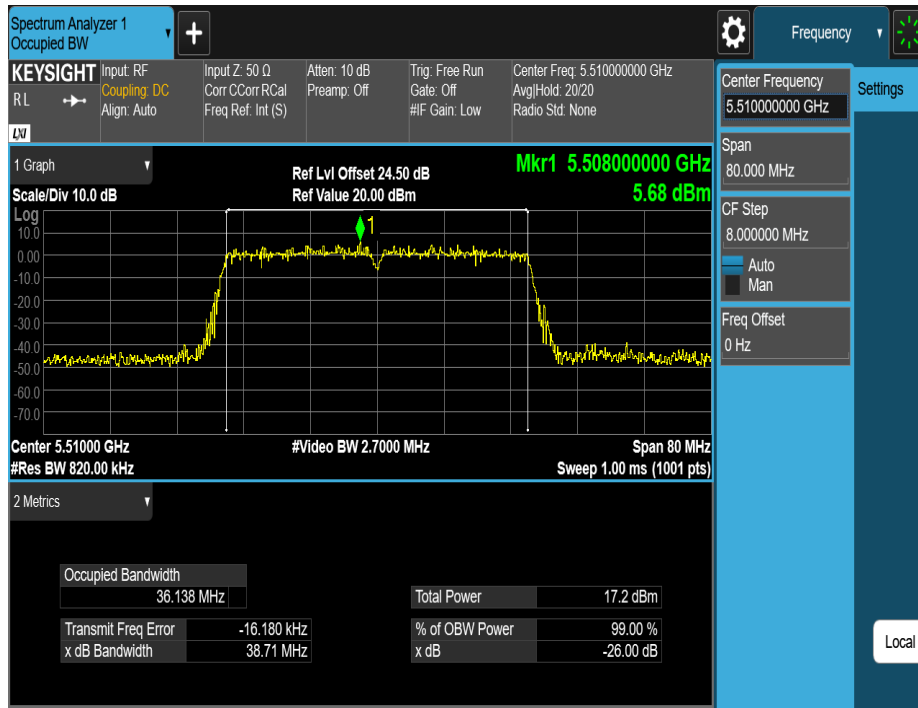 Spectrum Analyzer 1
Occupied BW
+
Frequency
KEYSIGHT
R L
LXI
Input: RF
Coupling: DC
Align: Auto
Input Z: 50 Ω
Corr CCorr RCal
Freq Ref: Int (S)
Atten: 10 dB
Preamp: Off
Trig: Free Run
Gate: Off
#IF Gain: Low
Center Freq: 5.510000000 GHz
Avg|Hold: 20/20
Radio Std: None
Center Frequency
5.510000000 GHz
Settings
Span
80.000 MHz
CF Step
8.000000 MHz
Auto
Man
Freq Offset
0 Hz
Local
1 Graph
Scale/Div 10.0 dB
Ref Lvl Offset 24.50 dB
Ref Value 20.00 dBm
Mkr1 5.508000000 GHz
5.68 dBm
Log
10.0
0.00
-10.0
-20.0
-30.0
-40.0
-50.0
-60.0
-70.0
1
Center 5.51000 GHz
#Video BW 2.7000 MHz
Span 80 MHz
#Res BW 820.00 kHz
Sweep 1.00 ms (1001 pts)
2 Metrics
Occupied Bandwidth
36.138 MHz
Total Power 17.2 dBm
Transmit Freq Error -16.180 kHz
% of OBW Power 99.00 %
x dB Bandwidth 38.71 MHz
x dB -26.00 dB